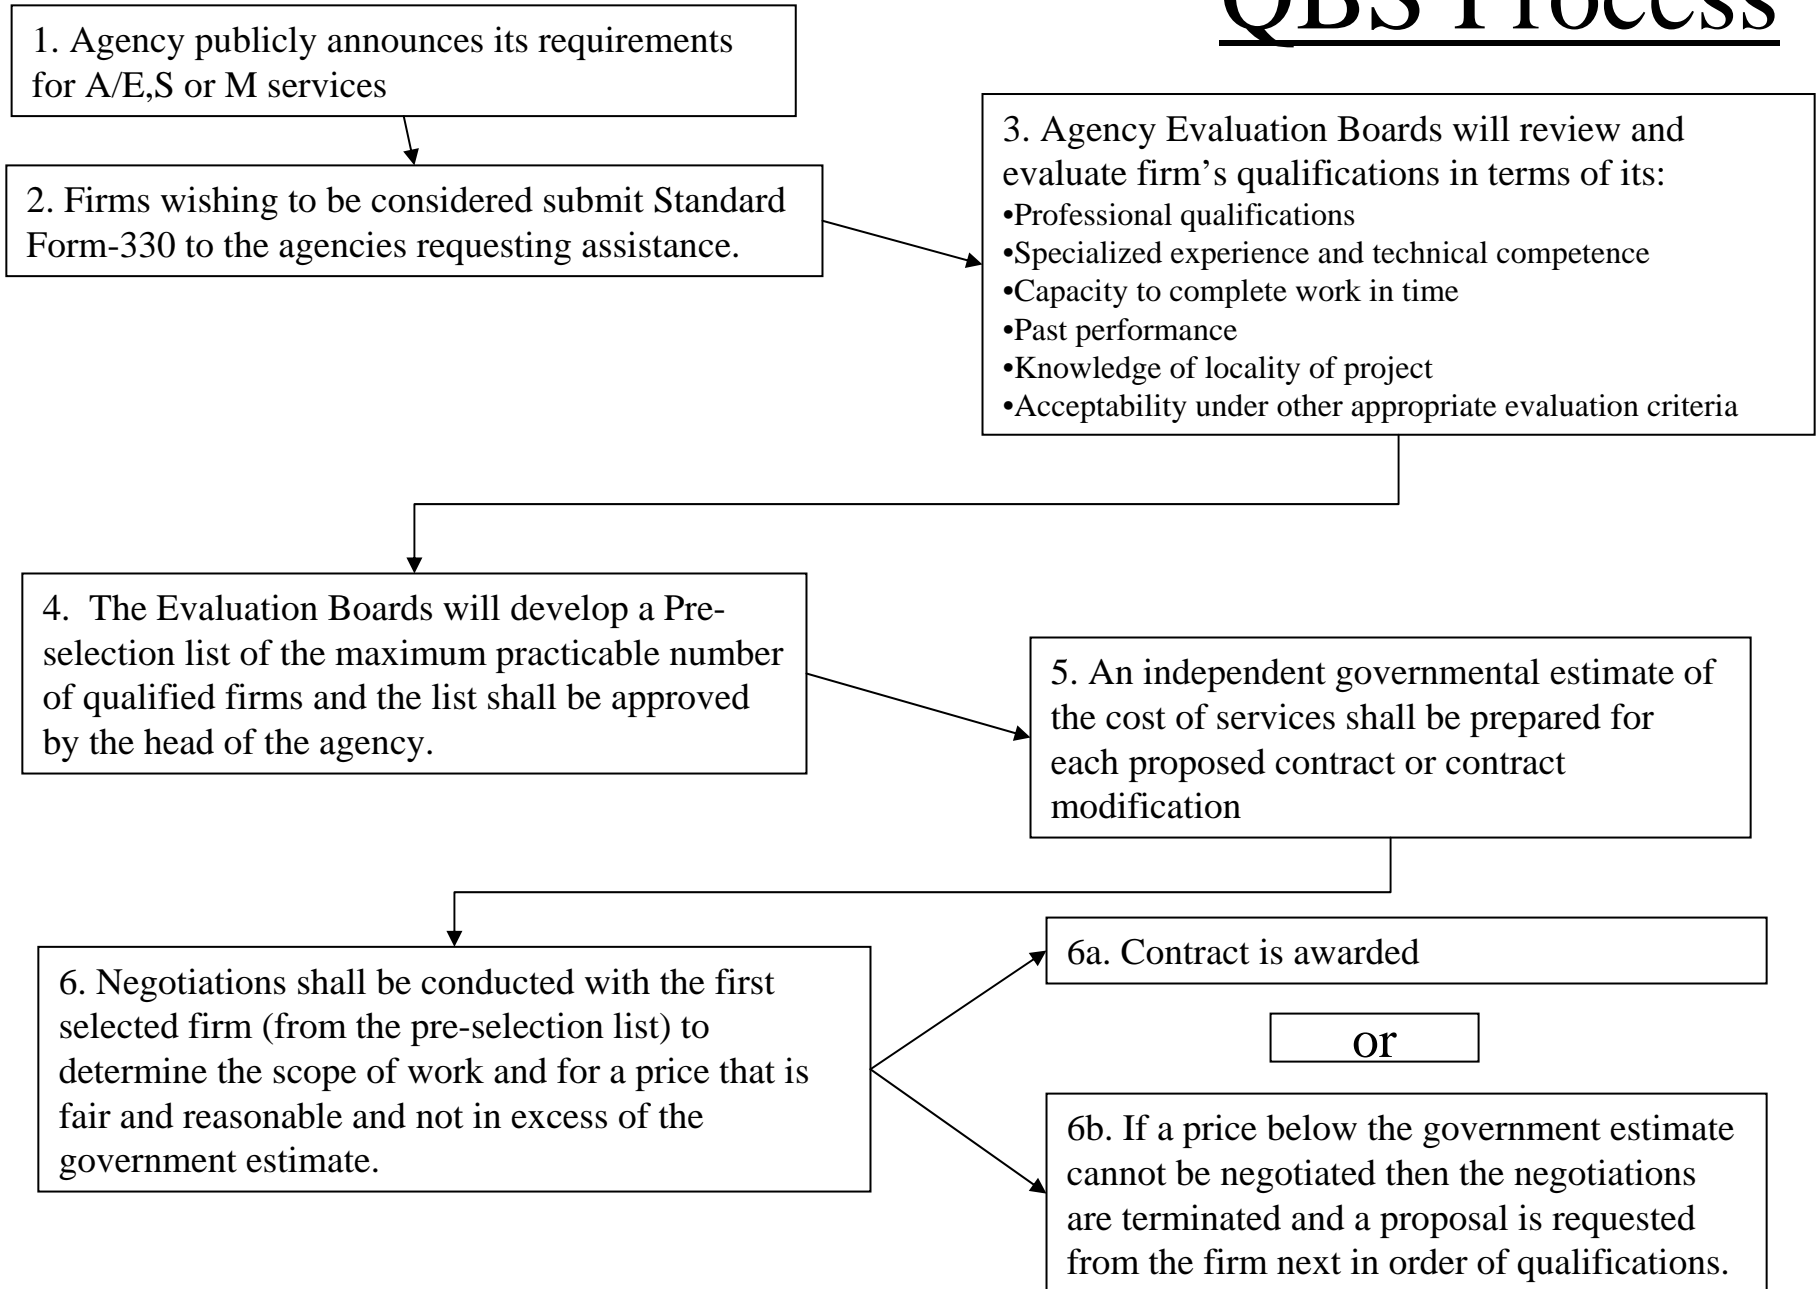 QBS Process
1. Agency publicly announces its requirements
for A/E,S or M services
2. Firms wishing to be considered submit Standard
Form-330 to the agencies requesting assistance.
3. Agency Evaluation Boards will review and
evaluate firm’s qualifications in terms of its:
•Professional qualifications
•Specialized experience and technical competence
•Capacity to complete work in time
•Past performance
•Knowledge of locality of project
•Acceptability under other appropriate evaluation criteria
4. The Evaluation Boards will develop a Pre-
selection list of the maximum practicable number
of qualified firms and the list shall be approved
by the head of the agency.
5. An independent governmental estimate of
the cost of services shall be prepared for
each proposed contract or contract
modification
6. Negotiations shall be conducted with the first
selected firm (from the pre-selection list) to
determine the scope of work and for a price that is
fair and reasonable and not in excess of the
government estimate.
6a. Contract is awarded
or
6b. If a price below the government estimate
cannot be negotiated then the negotiations
are terminated and a proposal is requested
from the firm next in order of qualifications.